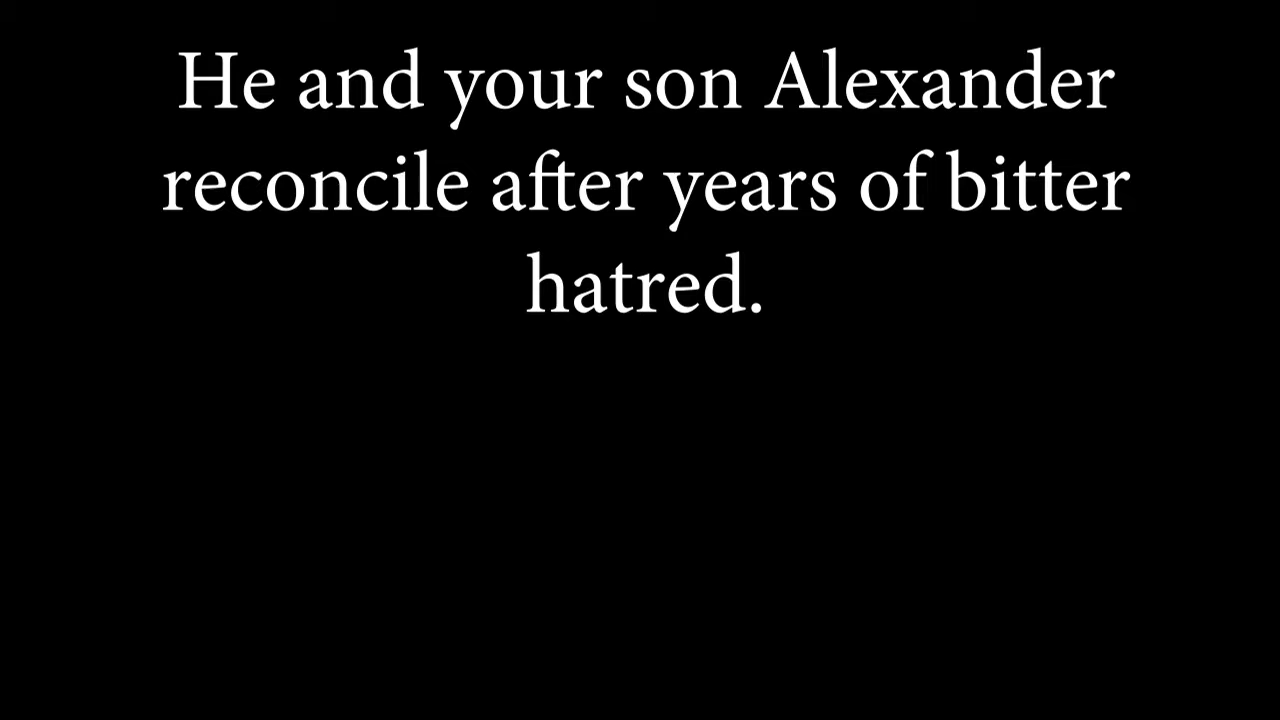 He and your son Alexander
reconcile after years of bitter
hatred.